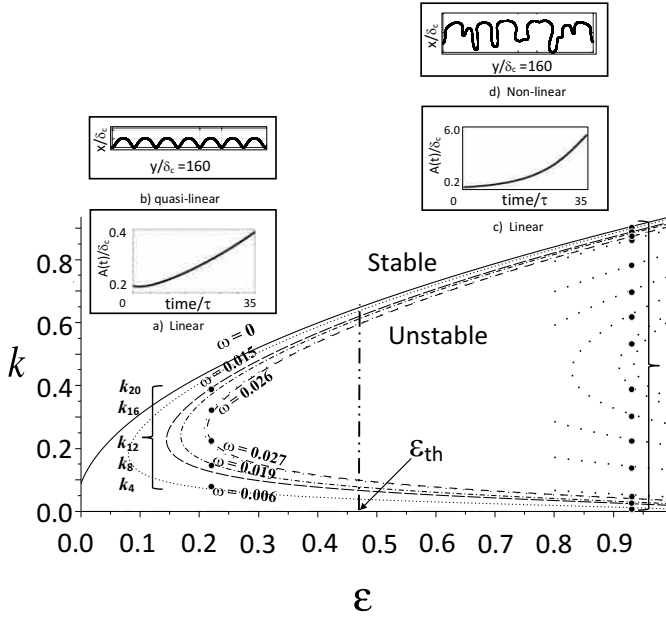 x/δc
y/δc =160
d) Non-linear
x/δc
y/δc =160
b) quasi-linear
6.0
A(t)/δc
0.2
0
time/τ
35
c) Linear
0.4
A(t)/δc
0.2
0
time/τ
35
a) Linear
Stable
Unstable
ω = 0
ω = 0.015
ω = 0.026
ω = 0.027
ω = 0.019
ω = 0.006
k20
k16
k12
k8
k4
εth
k
0.8
0.6
0.4
0.2
0.0
0.0 0.1 0.2 0.3 0.4 0.5 0.6 0.7 0.8 0.9
ε